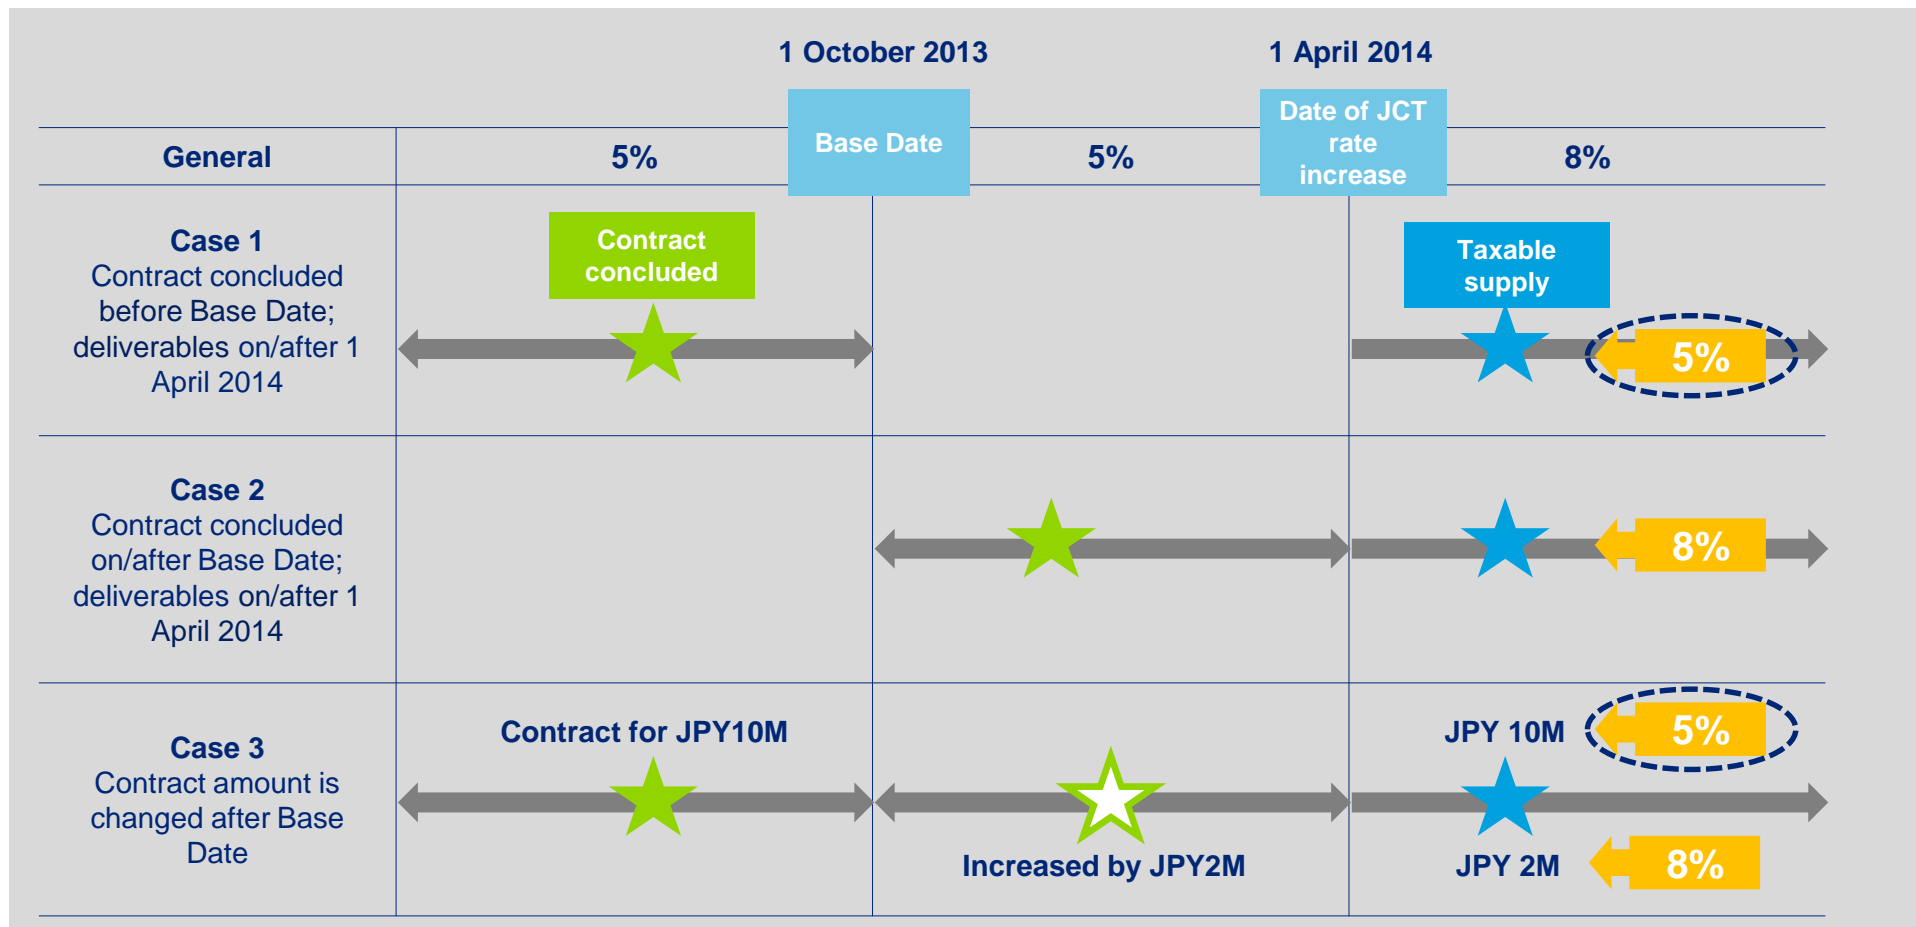 1 October 2013
1 April 2014
Base Date
Date of JCT
rate
increase
General
5%
5%
8%
Case 1
Contract concluded
before Base Date;
deliverables on/after 1
April 2014
Contract
concluded
Taxable
supply
5%
Case 2
Contract concluded
on/after Base Date;
deliverables on/after 1
April 2014
8%
Case 3
Contract amount is
changed after Base
Date
Contract for JPY10M
Increased by JPY2M
JPY 10M
5%
JPY 2M
8%